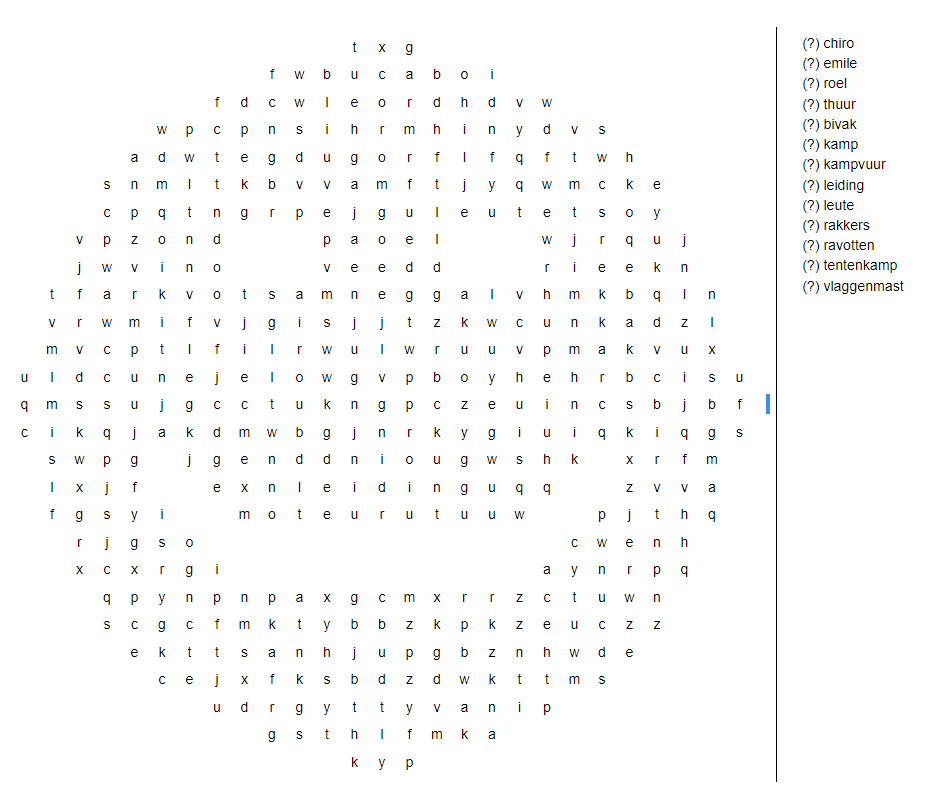 t x g
f w b u c a b o i
f d c w l e o r d h d v w
w p c p n s i h r m h i n y d v s
a d w t e g d u g o r f l f q f t w h
s n m l t k b v v a m f t j y q w m c k e
c p q t n g r p e j g u l e u t e t s o y
v p z o n d p a o e l w j r q u j
j w v i n o v e e d d r i e e k n
t f a r k v o t s a m n e g g a l v h m k b q l n
v r w m i f v j g i s j j t z k w c u n k a d z l
m v c p t l f i l r w u l w r u u v p m a k v u x
u l d c u n e j e l o w g v p b o y h e h r b c i s u
q m s s u j g c c t u k n g p c z e u i n c s b j b f
c i k q j a k d m w b g j n r k y g i u i q k i q g s
s w p g j g e n d d n i o u g w s h k x r f m
l x j f e x n l e i d i n g u q q z v v a
f g s y i m o t e u r u t u u w p j t h q
r j g s o c w e n h
x c x r g i a y n r p q
q p y n p n p a x g c m x r r z c t u w n
s c g c f m k t y b b z k p k z e u c z z
e k t t s a n h j u p g b z n h w d e
c e j x f k s b d z d w k t t m s
u d r g y t t y v a n i p
g s t h l f m k a
k y p
(?) chiro
(?) emile
(?) roel
(?) thuur
(?) bivak
(?) kamp
(?) kampvuur
(?) leiding
(?) leute
(?) rakkers
(?) ravotten
(?) tentenkamp
(?) vlaggenmast